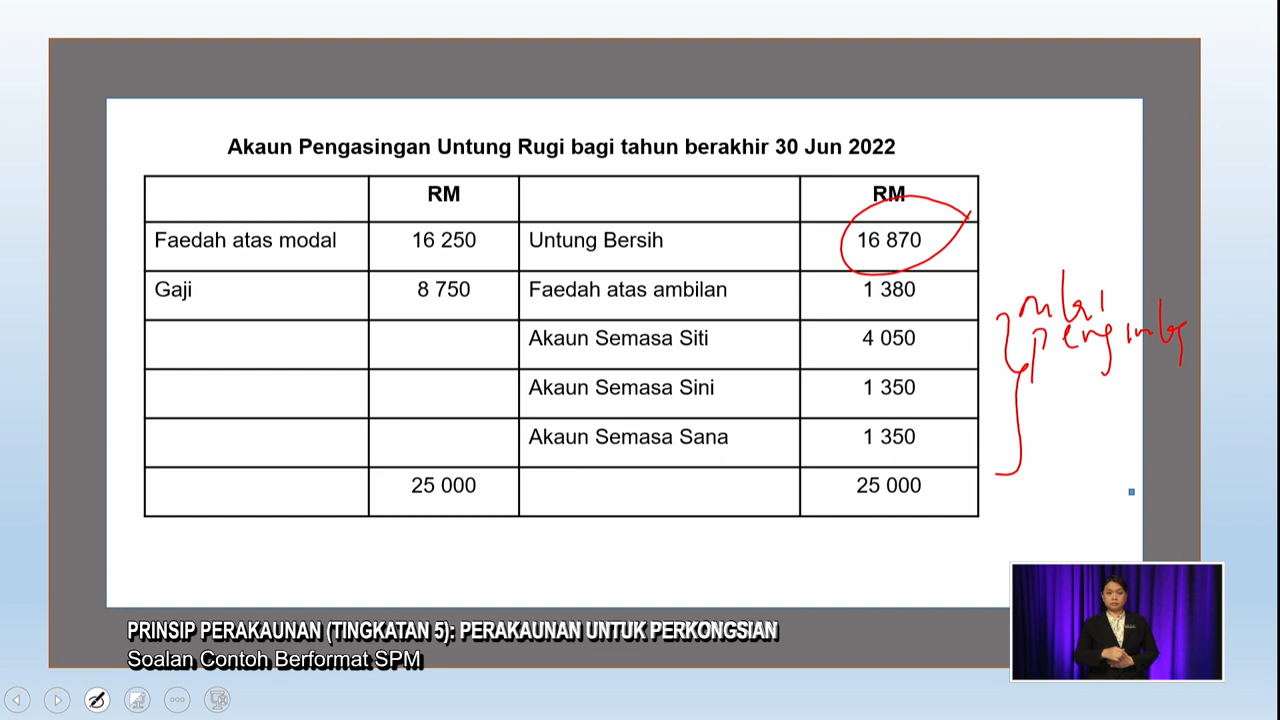 Akaun Pengasingan Untung Rugi bagi tahun berakhir 30 Jun 2022
RM RM
Faedah atas modal 16 250 Untung Bersih 16 870
Gaji 8 750 Faedah atas ambilan 1 380
Akaun Semasa Siti 4 050
Akaun Semasa Sini 1 350
Akaun Semasa Sana 1 350
25 000 25 000
PRINSIP PERAKAUNAN (TINGKATAN 5): PERAKAUNAN UNTUK PERKONGSIAN
Soalan Contoh Berformat SPM